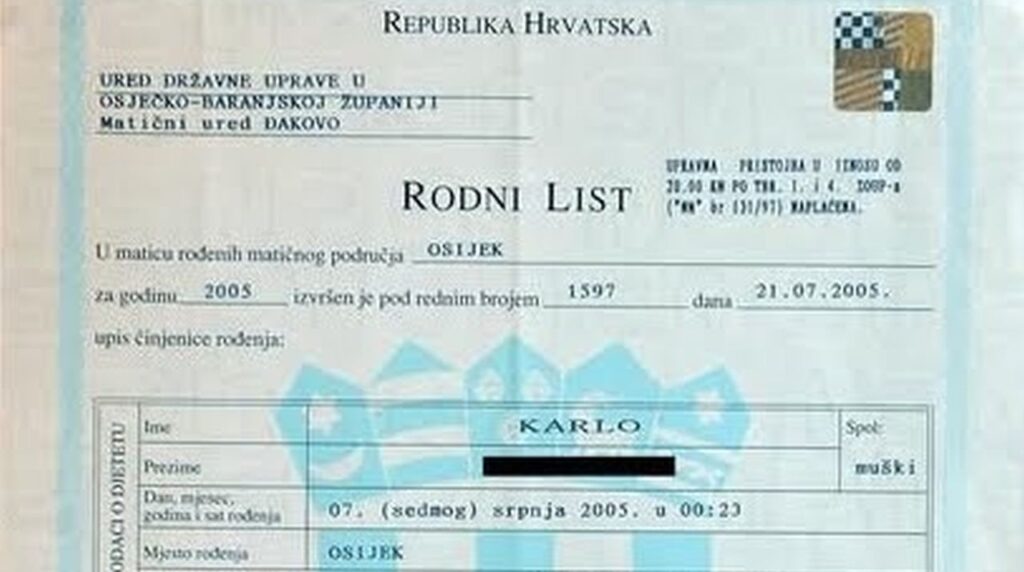 REPUBLIKA HRVATSKA
URED DRŽAVNE UPRAVE U
OSJEČKO-BARANJSKOJ ŽUPANIJI
Matični ured ĐAKOVO
UPRAVNA PRISTOJBA U IZNOSU OD
20.00 KN PO TBR. 1. i 4. ZOUP-a
("NN" br 131/97) NAPLAĆENA.
RODNI LIST
U maticu rođenih matičnog područja OSIJEK
za godinu 2005 izvršen je pod rednim brojem 1597 dana 21.07.2005.
upis činjenice rođenja:
ODACI O DJETETU
Ime KARLO Spol:
Prezime muški
Dan, mjesec,
godina i sat rođenja 07. (sedmog) srpnja 2005. u 00:23
Mjesto rođenja OSIJEK